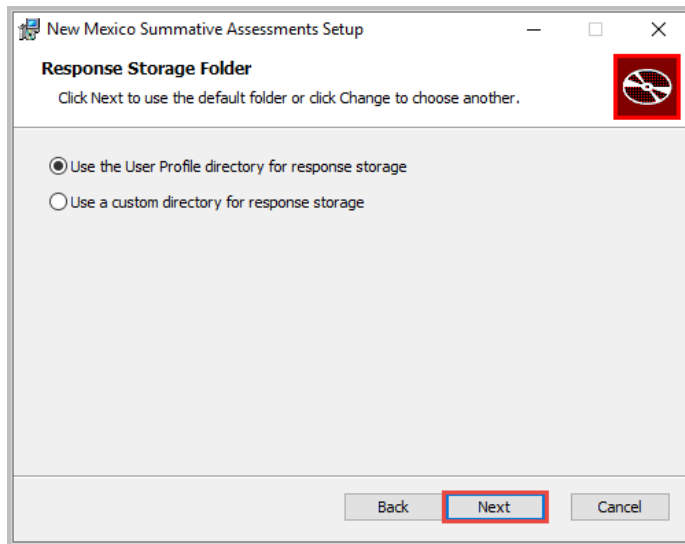 New Mexico Summative Assessments Setup
Response Storage Folder
Click Next to use the default folder or click Change to choose another.
Use the User Profile directory for response storage
Use a custom directory for response storage
Back Next Cancel